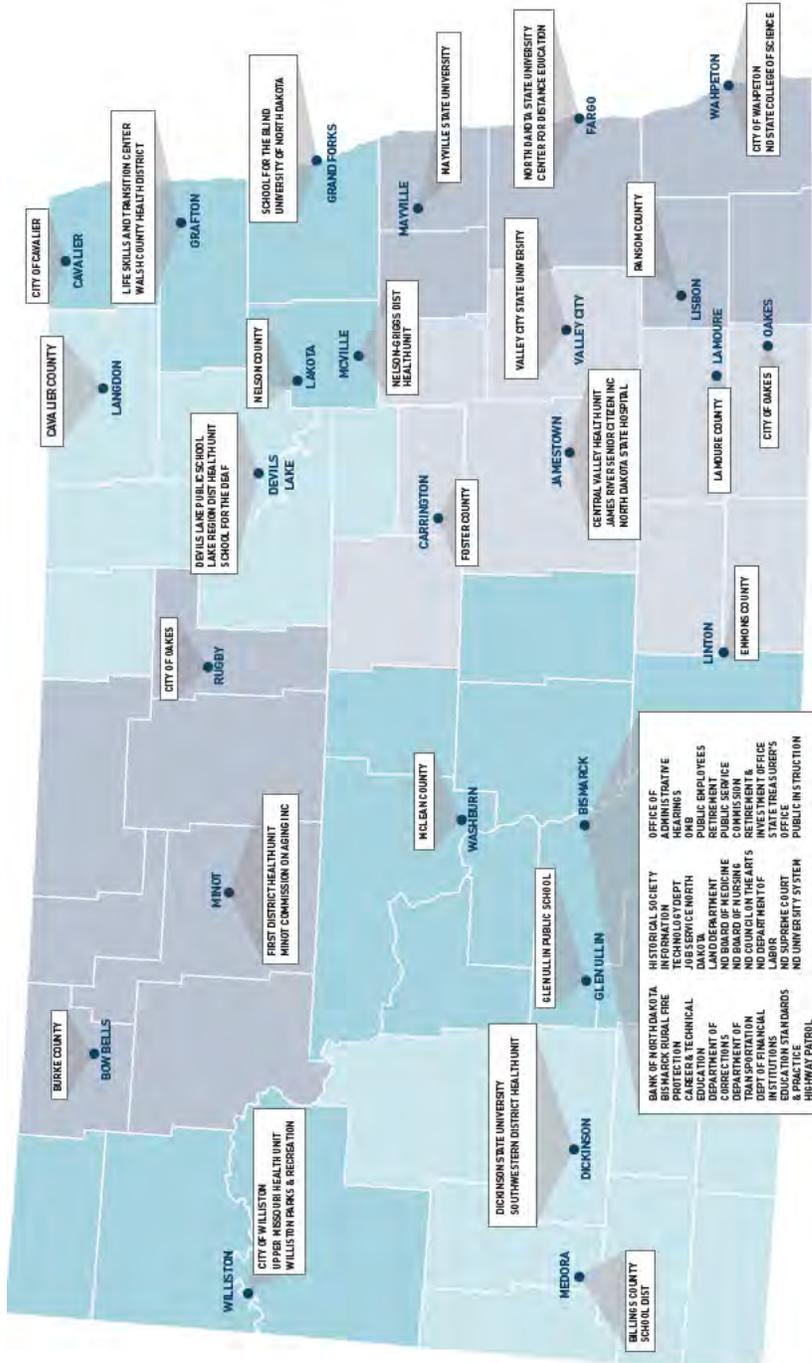 CITY OF CAVALIER
CAVALIER
LIFE SKILLS AND TRANSITION CENTER
WALSH COUNTY HEALTH DISTRICT
GRAFTON
SCHOOL FOR THE BLIND
UNIVERSITY OF NORTH DAKOTA
GRAND FORKS
MAYVILLE
MAYVILLE STATE UNIVERSITY
NORTH DAKOTA STATE UNIVERSITY
CENTER FOR DISTANCE EDUCATION
FARGO
WAHPETON
CITY OF WAHPETON
ND STATE COLLEGE OF SCIENCE
CAVALIER COUNTY
LANGDON
NELSON COUNTY
LAKOTA
MCVILLE
NELSON-GRIGGS DIST
HEALTH UNIT
VALLEY CITY STATE UNIVERSITY
VALLEY CITY
RANSOM COUNTY
LISBON
LAMOURE
LAMOURE COUNTY
OAKES
CITY OF OAKES
DEVILS LAKE PUBLIC SCHOOL
LAKE REGION DIST HEALTH UNIT
SCHOOL FOR THE DEAF
DEVILS
LAKE
CARRINGTON
FOSTER COUNTY
JAMESTOWN
CENTRAL VALLEY HEALTH UNIT
JAMES RIVER SENIOR CITIZEN INC
NORTH DAKOTA STATE HOSPITAL
CITY OF OAKES
RUGBY
LINTON
EMMONS COUNTY
FIRST DISTRICT HEALTH UNIT
MINOT COMMISSION ON AGING INC
MINOT
MCLEAN COUNTY
WASHBURN
BISMARCK
BURKE COUNTY
BOWBELLS
GLEN ULLIN PUBLIC SCHOOL
GLEN ULLIN
BANK OF NORTH DAKOTA
BISMARCK RURAL FIRE
PROTECTION
CAREER & TECHNICAL
EDUCATION
DEPARTMENT OF
CORRECTIONS
DEPARTMENT OF
TRANSPORTATION
DEPT OF FINANCIAL
INSTITUTIONS
EDUCATION STANDARDS
& PRACTICE
HIGHWAY PATROL
HISTORICAL SOCIETY
INFORMATION
TECHNOLOGY DEPT
JOB SERVICE NORTH
DAKOTA
LAND DEPARTMENT
ND BOARD OF MEDICINE
ND BOARD OF NURSING
ND COUNCIL ON THE ARTS
ND DEPARTMENT OF
LABOR
ND SUPREME COURT
ND UNIVERSITY SYSTEM
OFFICE OF
ADMINISTRATIVE
HEARINGS
OMB
PUBLIC EMPLOYEES
RETIREMENT
PUBLIC SERVICE
COMMISSION
RETIREMENT &
INVESTMENT OFFICE
STATE TREASURER'S
OFFICE
PUBLIC INSTRUCTION
CITY OF WILLISTON
UPPER MISSOURI HEALTH UNIT
WILLISTON PARKS & RECREATION
WILLISTON
DICKINSON STATE UNIVERSITY
SOUTHWESTERN DISTRICT HEALTH UNIT
DICKINSON
MEDORA
BILLINGS COUNTY
SCHOOL DIST